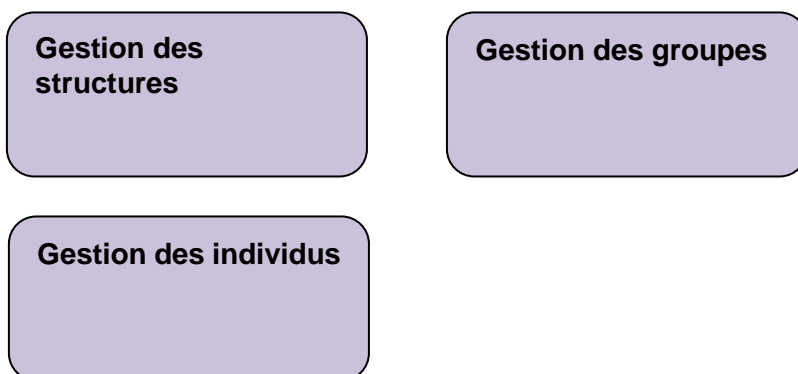 Gestion des
structures
Gestion des groupes
Gestion des individus